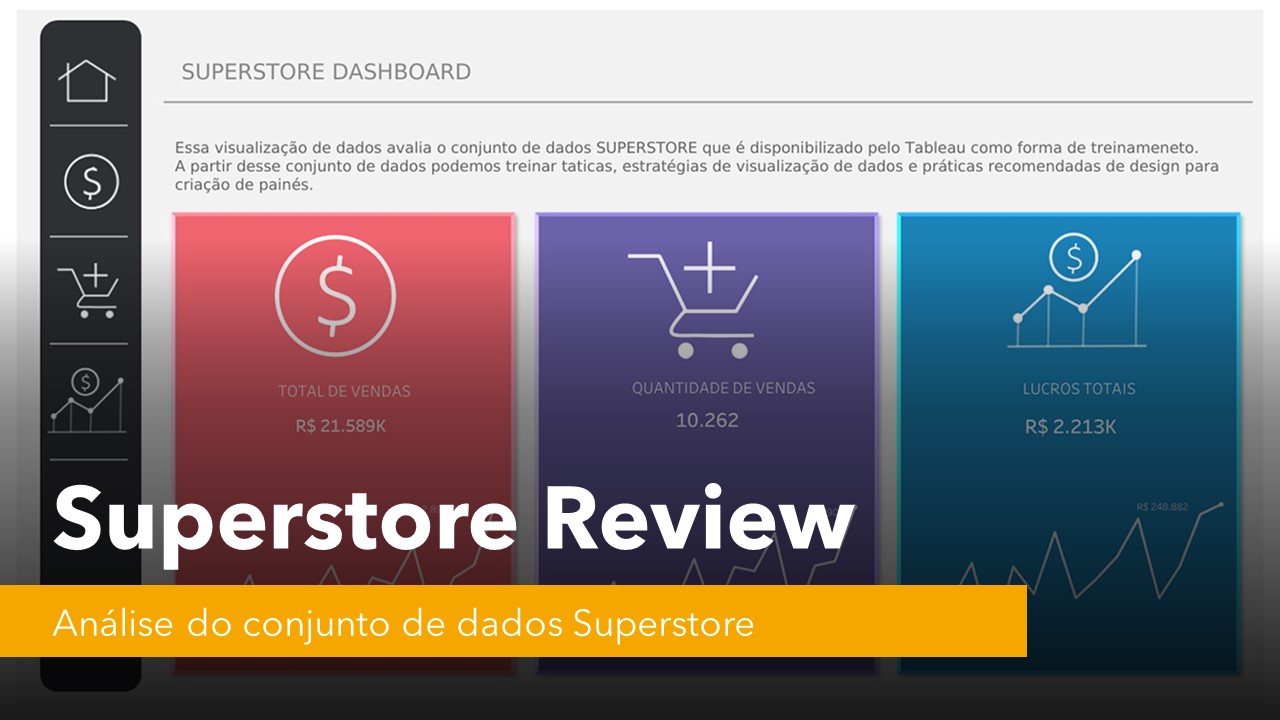 SUPERSTORE DASHBOARD
Essa visualização de dados avalia o conjunto de dados SUPERSTORE que é disponibilizado pelo Tableau como forma de treinameneto.
A partir desse conjunto de dados podemos treinar taticas, estratégias de visualização de dados e práticas recomendadas de design para
criação de painés.
TOTAL DE VENDAS
R$ 21.589K
QUANTIDADE DE VENDAS
10.262
LUCROS TOTAIS
R$ 2.213K
R$ 248.882
Superstore Review
Análise do conjunto de dados Superstore